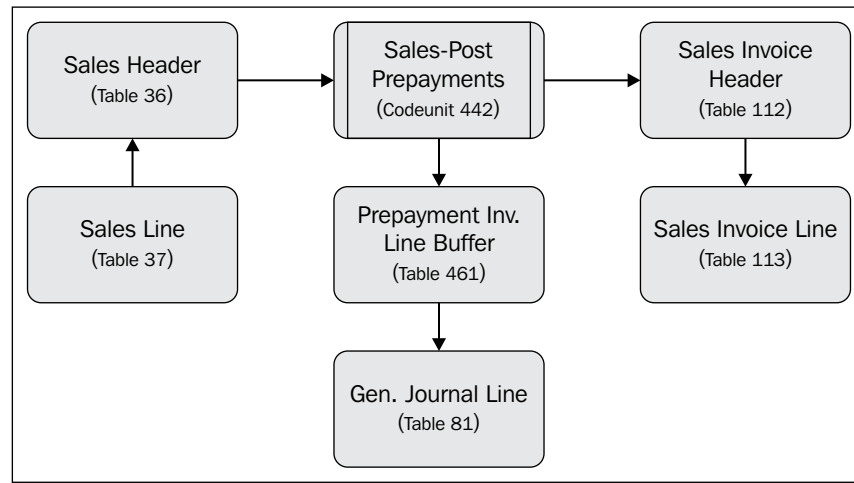 Sales Header
(Table 36)
Sales-Post
Prepayments
(Codeunit 442)
Sales Invoice
Header
(Table 112)
Sales Line
(Table 37)
Prepayment Inv.
Line Buffer
(Table 461)
Sales Invoice Line
(Table 113)
Gen. Journal Line
(Table 81)